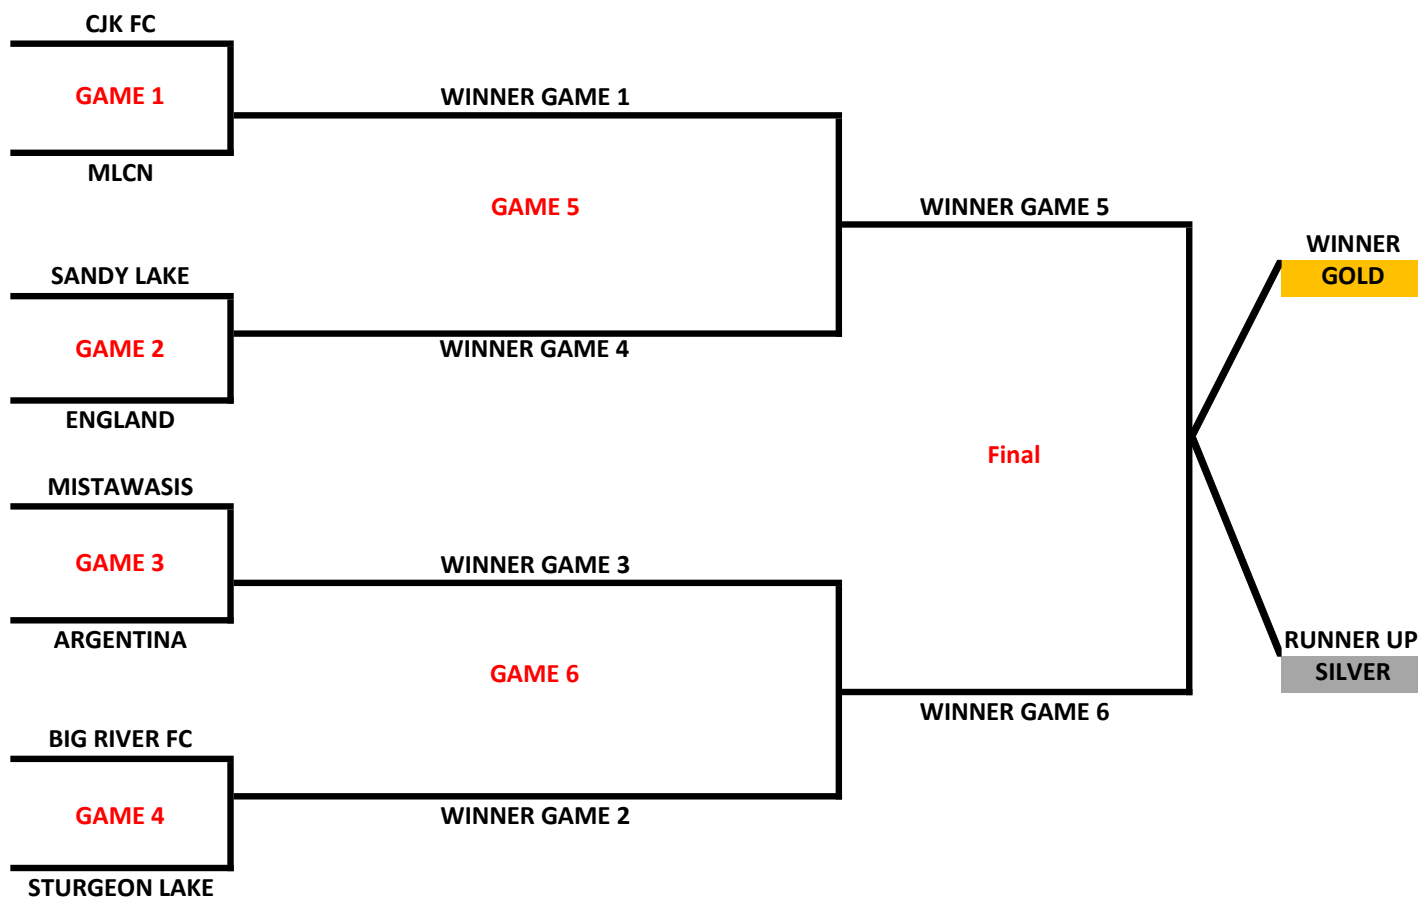 CJK FC
GAME 1
MLCN
WINNER GAME 1
GAME 5
WINNER GAME 5
WINNER
GOLD
SANDY LAKE
GAME 2
ENGLAND
WINNER GAME 4
Final
MISTAWASIS
GAME 3
ARGENTINA
WINNER GAME 3
GAME 6
WINNER GAME 6
RUNNER UP
SILVER
BIG RIVER FC
GAME 4
STURGEON LAKE
WINNER GAME 2